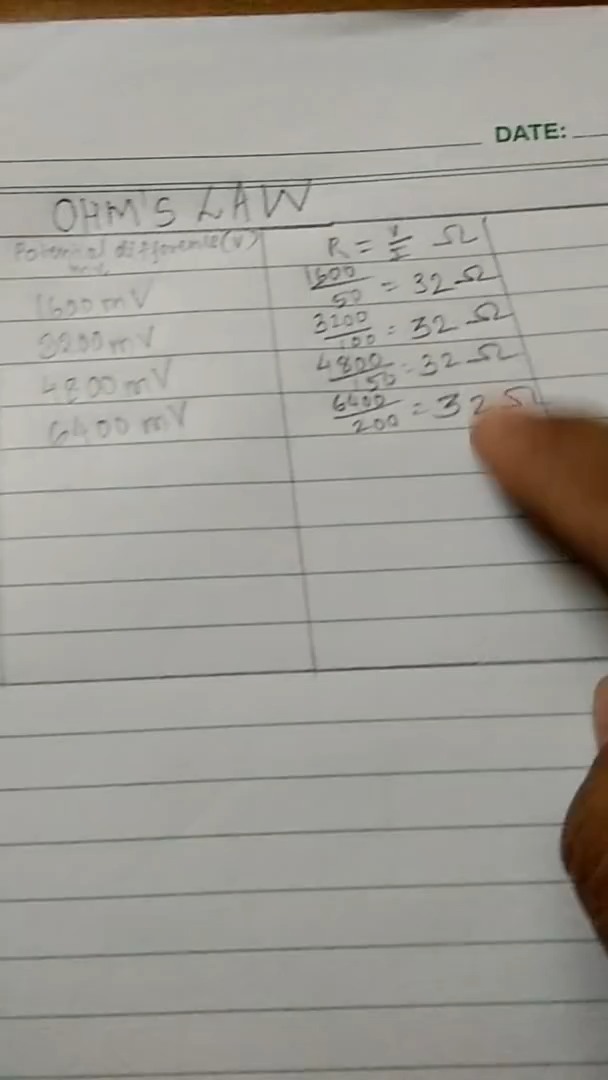 DATE:
OHM'S LAW
Potential difference (V) R = V/I Ω
mV
1600 mV 1600/50 = 32 Ω
3200 mV 3200/100 = 32 Ω
4800 mV 4800/150 = 32 Ω
6400 mV 6400/200 = 32 Ω